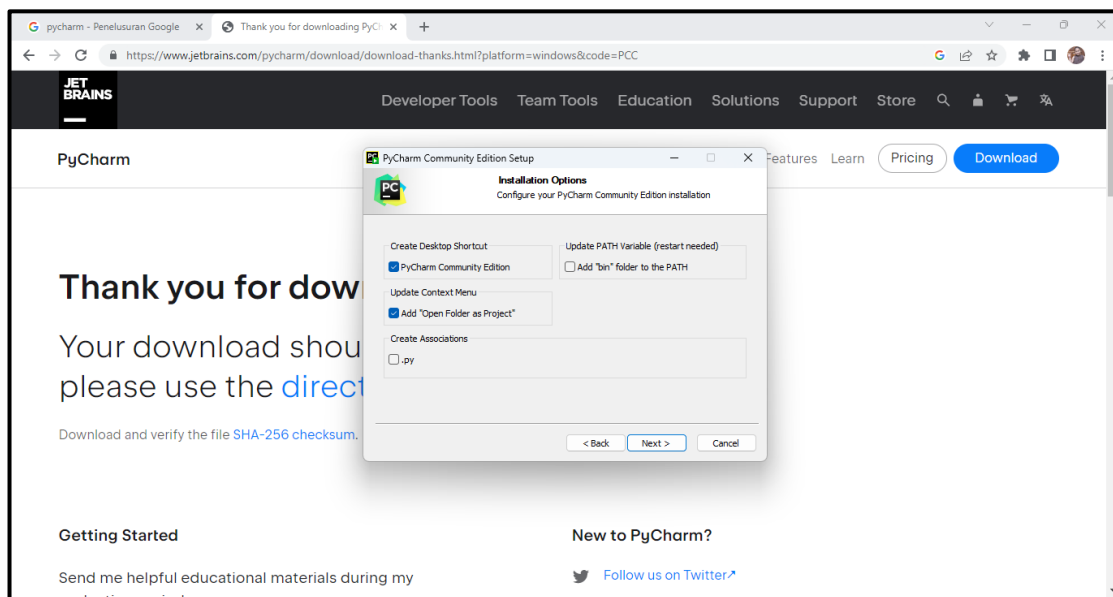 pycharm - Penelusuran Google
Thank you for downloading PyCh
https://www.jetbrains.com/pycharm/download/download-thanks.html?platform=windows&code=PCC
JET
BRAINS
Developer Tools Team Tools Education Solutions Support Store
PyCharm
Features Learn Pricing Download
PC PyCharm Community Edition Setup
PC
Installation Options
Configure your PyCharm Community Edition installation
Create Desktop Shortcut
PyCharm Community Edition
Update PATH Variable (restart needed)
Add "bin" folder to the PATH
Update Context Menu
Add "Open Folder as Project"
Create Associations
.py
< Back Next > Cancel
Thank you for dow
Your download shou
please use the direct
Download and verify the file SHA-256 checksum.
Getting Started
Send me helpful educational materials during my
New to PyCharm?
Follow us on Twitter↗